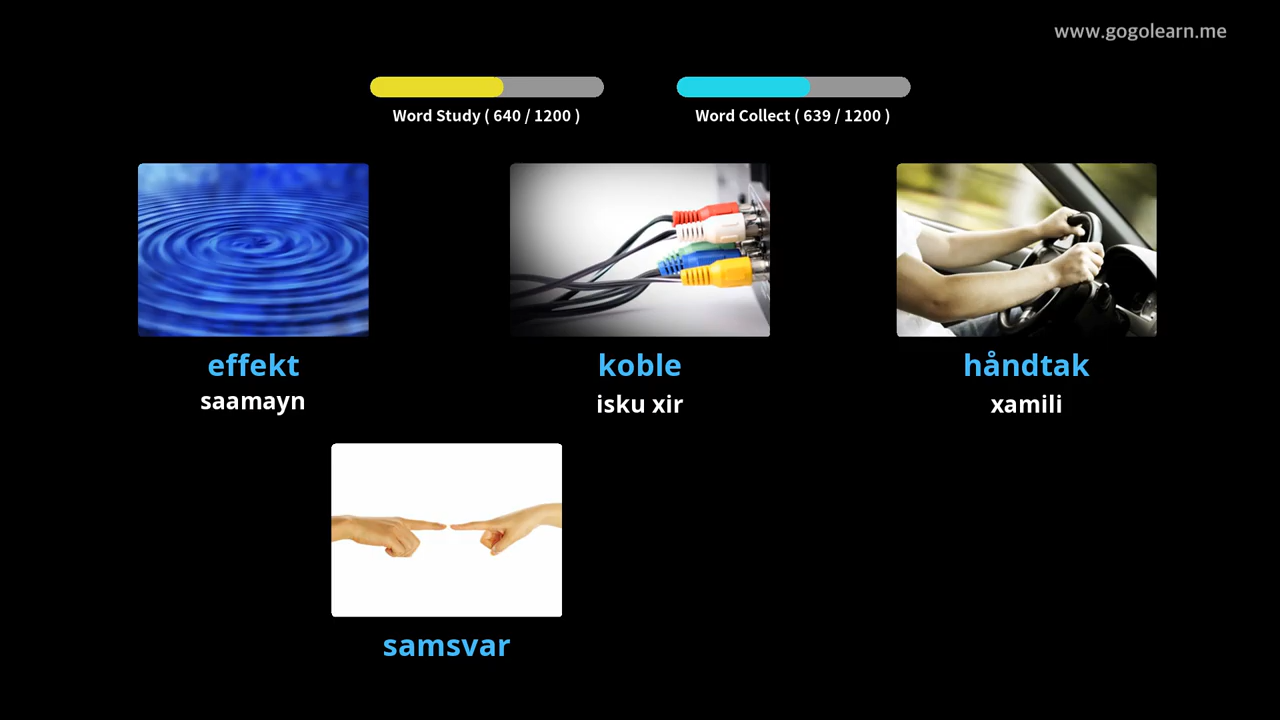 www.gogolearn.me
Word Study ( 640 / 1200 )
Word Collect ( 639 / 1200 )
effekt
saamayn
koble
isku xir
håndtak
xamili
samsvar